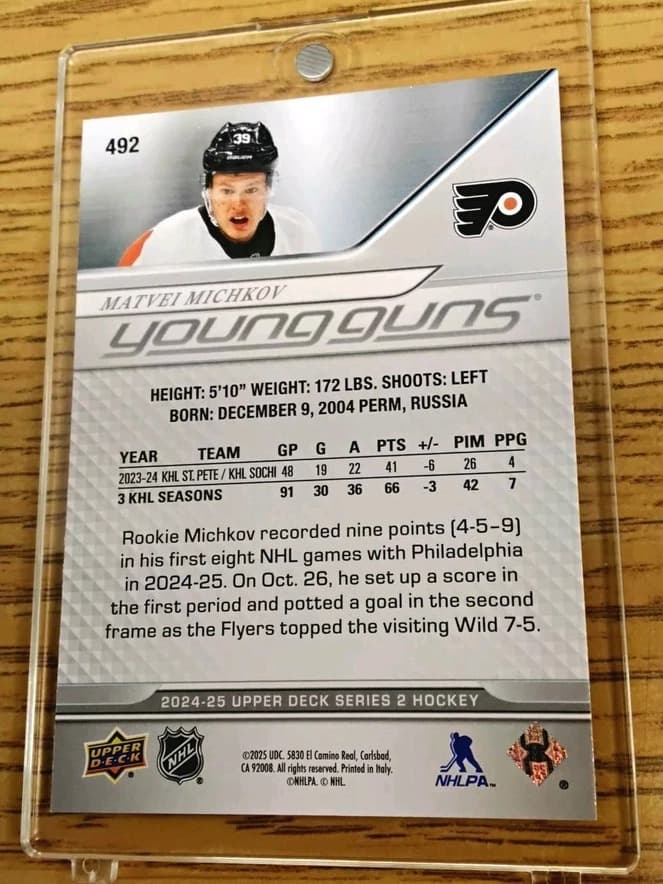 492
39
BAUER
MATVEI MICHKOV
young guns®
HEIGHT: 5'10" WEIGHT: 172 LBS. SHOOTS: LEFT
BORN: DECEMBER 9, 2004 PERM, RUSSIA
YEAR TEAM GP G A PTS +/- PIM PPG
2023-24 KHL ST. PETE / KHL SOCHI 48 19 22 41 -6 26 4
3 KHL SEASONS 91 30 36 66 -3 42 7
Rookie Michkov recorded nine points (4-5–9)
in his first eight NHL games with Philadelphia
in 2024-25. On Oct. 26, he set up a score in
the first period and potted a goal in the second
frame as the Flyers topped the visiting Wild 7-5.
2024-25 UPPER DECK SERIES 2 HOCKEY
UPPER DECK ®
NHL ®
©2025 UDC. 5830 El Camino Real, Carlsbad,
CA 92008. All rights reserved. Printed in Italy.
©NHLPA. © NHL.
NHLPA™
®